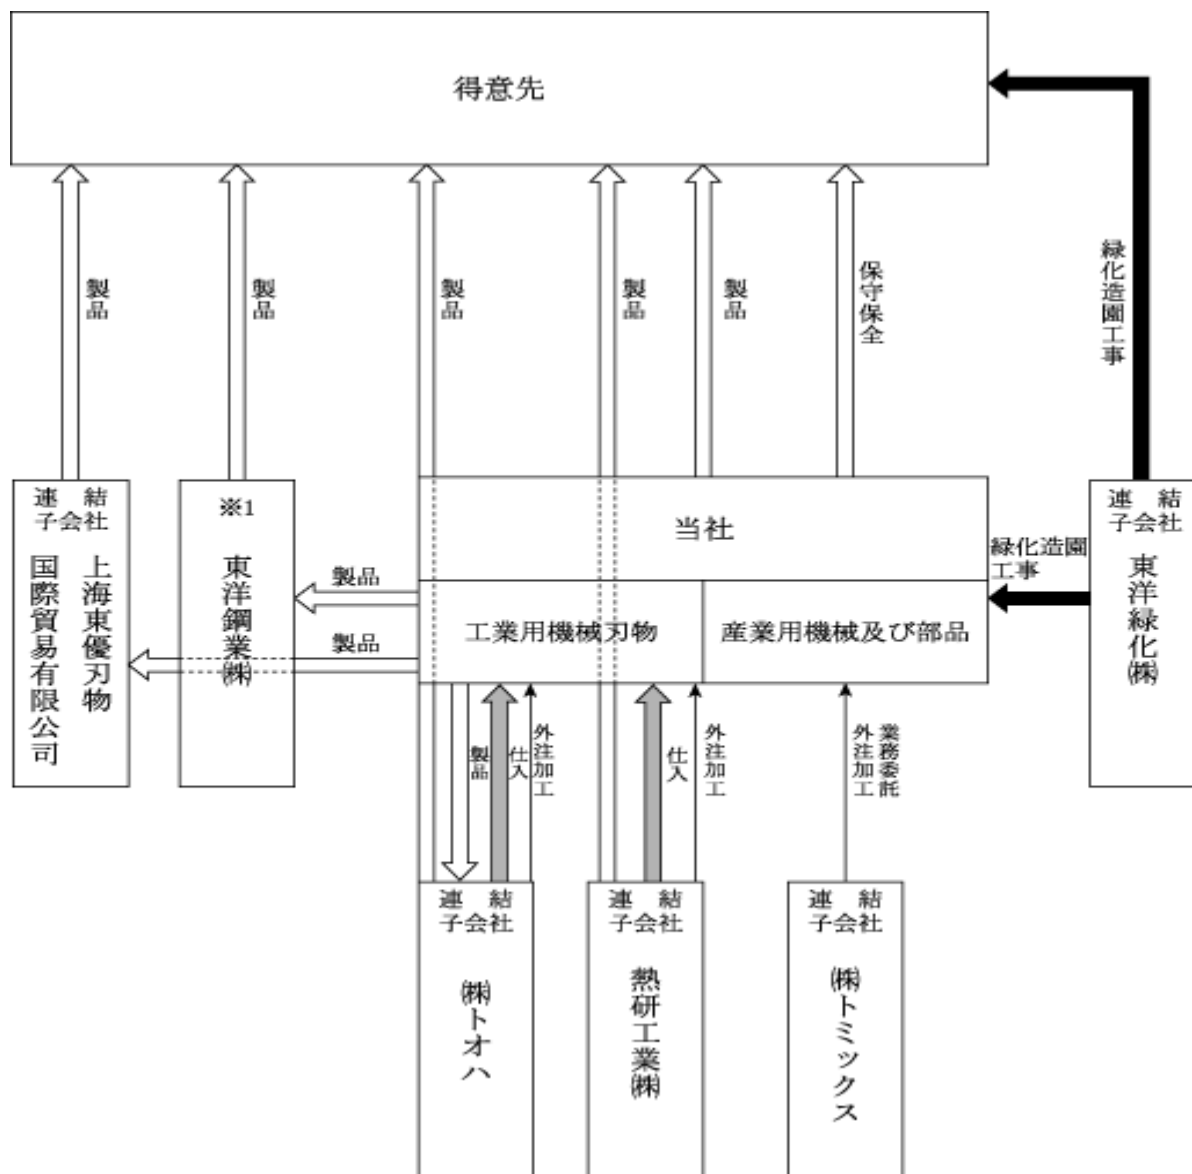 得意先
製品
製品
製品
製品
製品
保守保全
緑化造園工事
連結
子会社
上海東優刃物
国際貿易有限公司
※1
東洋鋼業㈱
製品
製品
当社
工業用機械刃物
産業用機械及び部品
緑化造園
工事
連結
子会社
東洋緑化㈱
製品
仕入
外注加工
仕入
外注加工
業務委託
外注加工
連結
子会社
㈱トオハ
連結
子会社
熱研工業㈱
連結
子会社
㈱トミックス